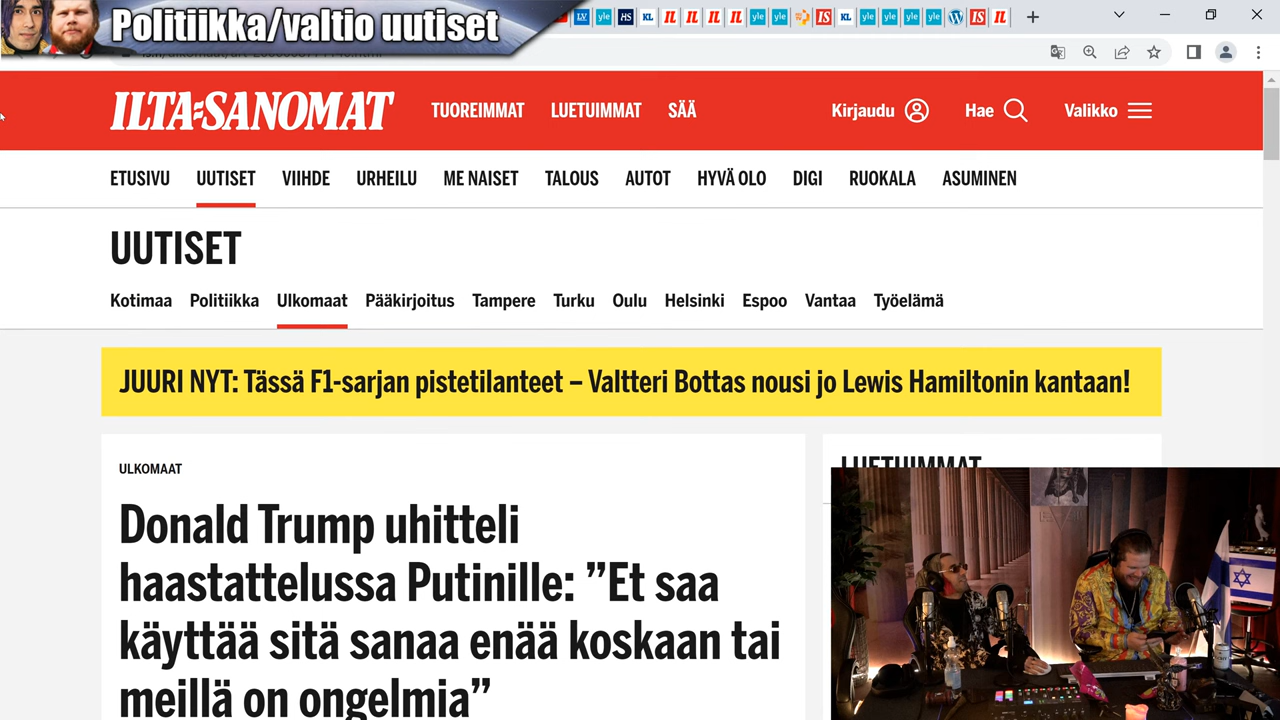 Politiikka/valtio uutiset
ILTA-SANOMAT
TUOREIMMAT
LUETUIMMAT
SÄÄ
Kirjaudu
Hae
Valikko
ETUSIVU
UUTISET
VIIHDE
URHEILU
ME NAISET
TALOUS
AUTOT
HYVÄ OLO
DIGI
RUOKALA
ASUMINEN
UUTISET
Kotimaa
Politiikka
Ulkomaat
Pääkirjoitus
Tampere
Turku
Oulu
Helsinki
Espoo
Vantaa
Työelämä
JUURI NYT: Tässä F1-sarjan pistetilanteet – Valtteri Bottas nousi jo Lewis Hamiltonin kantaan!
ULKOMAAT
LUETUIMMAT
Donald Trump uhitteli
haastattelussa Putinille: ”Et saa
käyttää sitä sanaa enää koskaan tai
meillä on ongelmia”